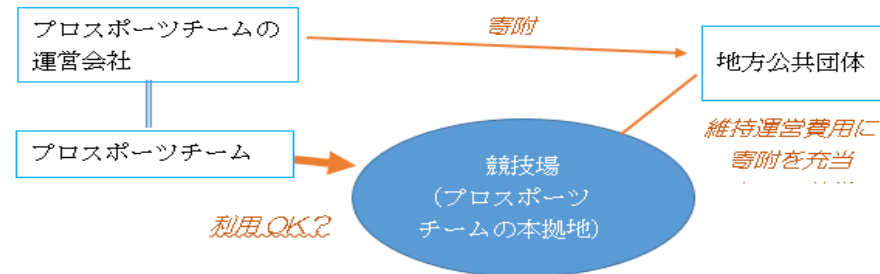 プロスポーツチームの
運営会社
寄附
地方公共団体
維持運営費用に
寄附を充当
プロスポーツチーム
競技場
(プロスポーツ
チームの本拠地)
利用OK?